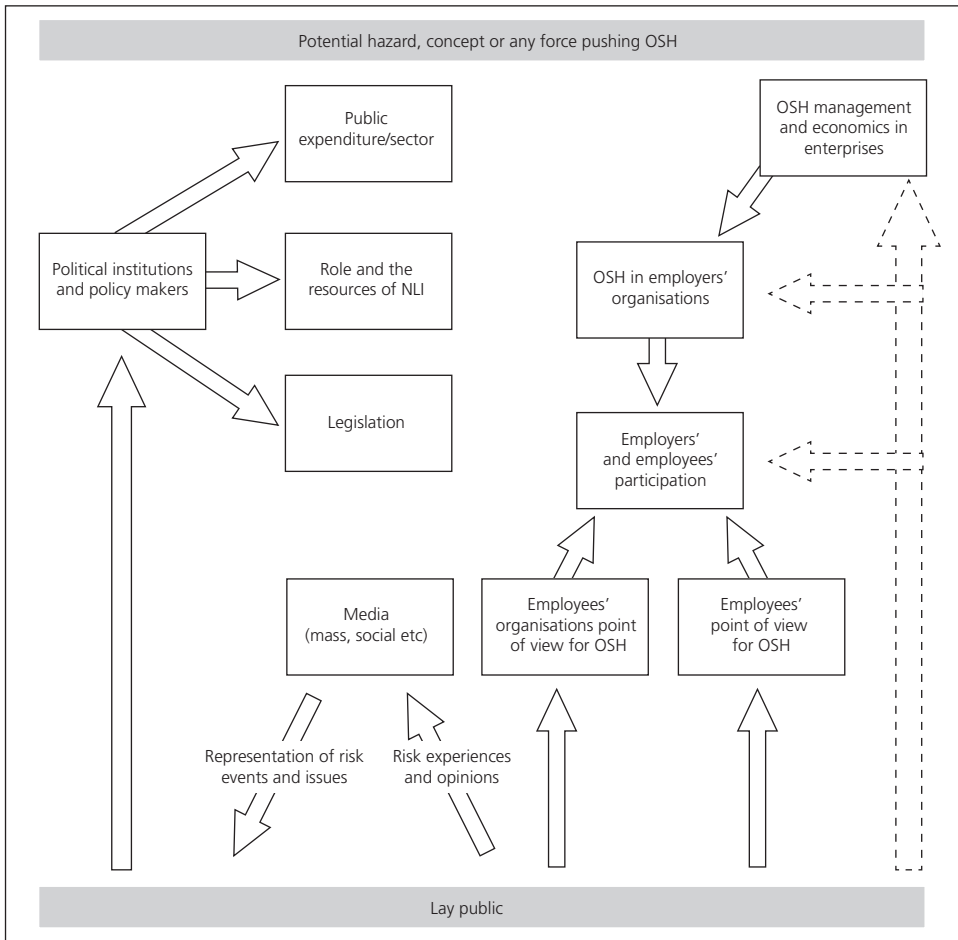 Potential hazard, concept or any force pushing OSH
Public
expenditure/sector
OSH management
and economics in
enterprises
Political institutions
and policy makers
Role and the
resources of NLI
OSH in employers’
organisations
Legislation
Employers’
and employees’
participation
Media
(mass, social etc)
Employees’
organisations point
of view for OSH
Employees’
point of view
for OSH
Representation of risk
events and issues
Risk experiences
and opinions
Lay public